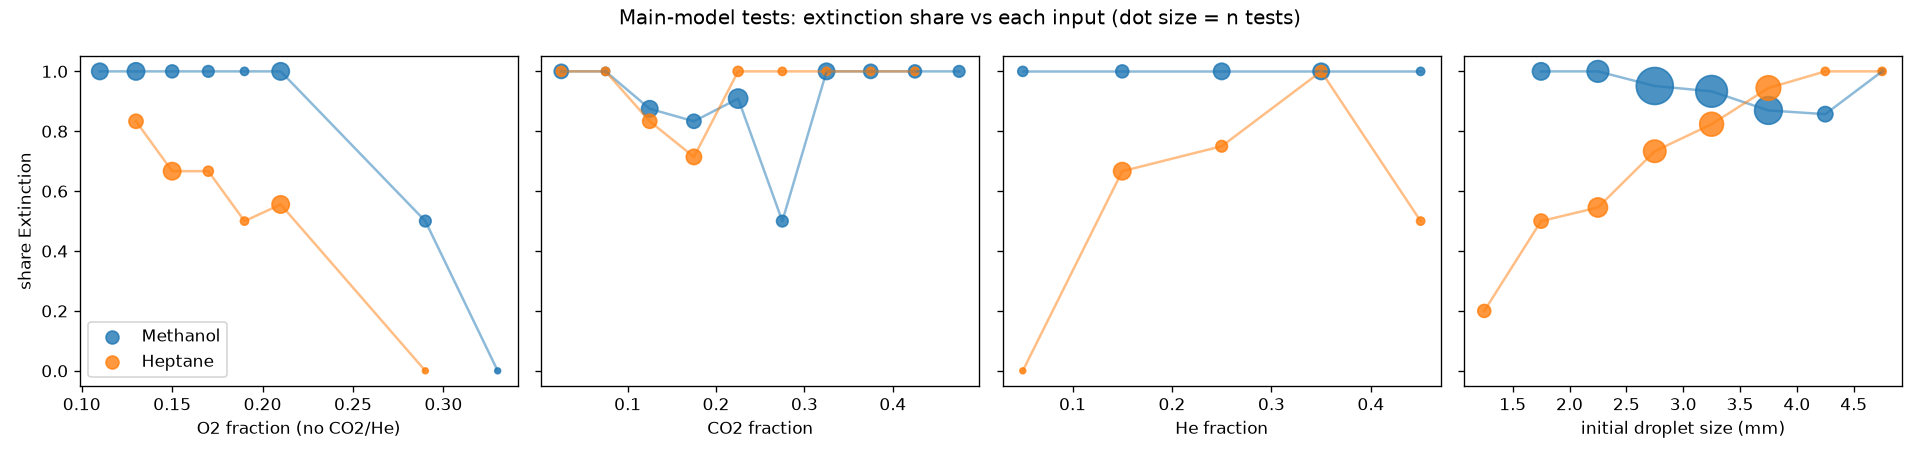 Main-model tests: extinction share vs each input (dot size = n tests)
share Extinction
1.0
0.8
0.6
0.4
0.2
0.0
Methanol
Heptane
0.10 0.15 0.20 0.25 0.30
O2 fraction (no CO2/He)
0.1 0.2 0.3 0.4
CO2 fraction
0.1 0.2 0.3 0.4
He fraction
1.5 2.0 2.5 3.0 3.5 4.0 4.5
initial droplet size (mm)